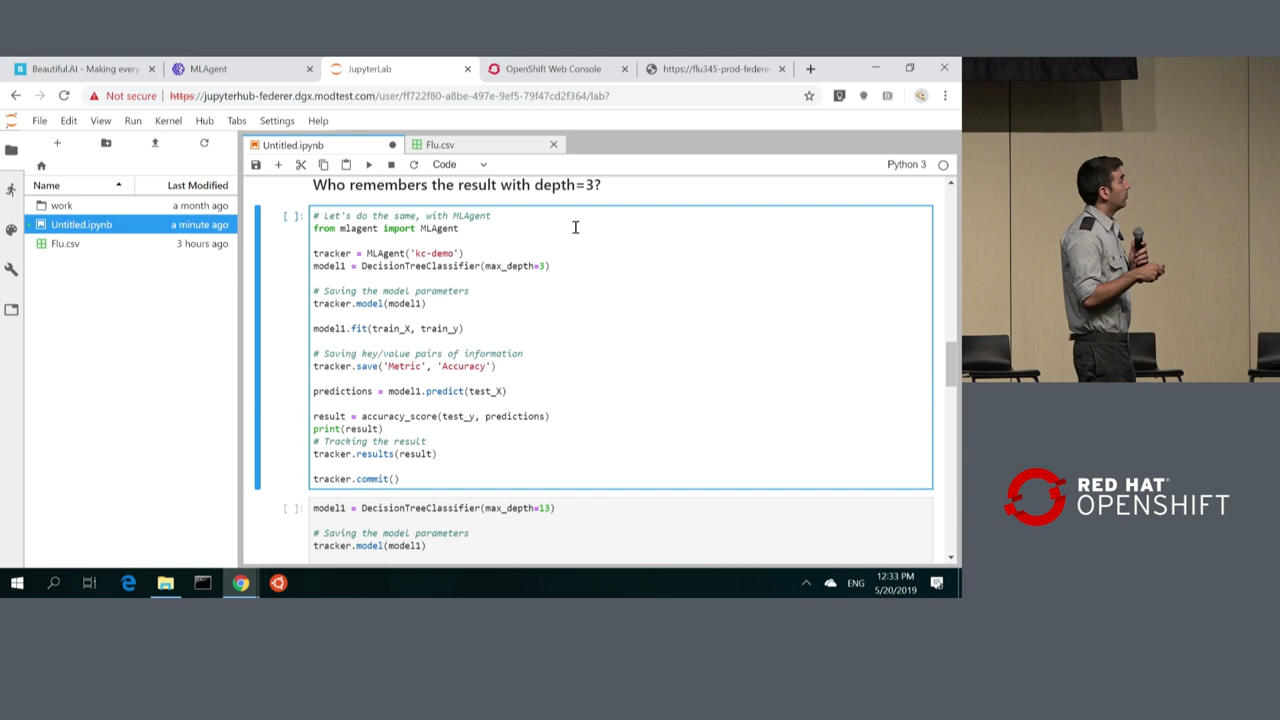 Beautiful.AI - Making every
MLAgent
JupyterLab
OpenShift Web Console
https://flu345-prod-federe
Not secure
https://jupyterhub-federer.dgx.modtest.com/user/ff722f80-a8be-497e-9ef5-79f47cd2f364/lab?
File Edit View Run Kernel Hub Tabs Settings Help
Untitled.ipynb
Flu.csv
Code
Python 3
Name
Last Modified
work
a month ago
Untitled.ipynb
a minute ago
Flu.csv
3 hours ago
Who remembers the result with depth=3?
[ ]:
# Let's do the same, with MLAgent
from mlagent import MLAgent
tracker = MLAgent('kc-demo')
model1 = DecisionTreeClassifier(max_depth=3)
# Saving the model parameters
tracker.model(model1)
model1.fit(train_X, train_y)
# Saving key/value pairs of information
tracker.save('Metric', 'Accuracy')
predictions = model1.predict(test_X)
result = accuracy_score(test_y, predictions)
print(result)
# Tracking the result
tracker.results(result)
tracker.commit()
[ ]:
model1 = DecisionTreeClassifier(max_depth=13)
# Saving the model parameters
tracker.model(model1)
ENG
12:33 PM
5/20/2019
RED HAT®
OPENSHIFT